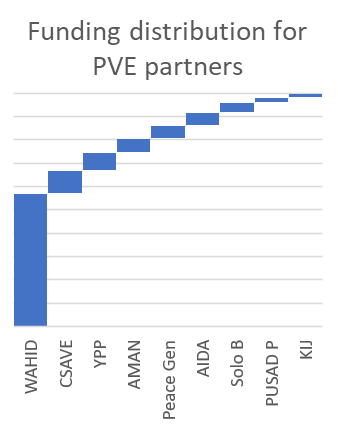 Funding distribution for
PVE partners
WAHID
CSAVE
YPP
AMAN
Peace Gen
AIDA
Solo B
PUSAD P
KIJ